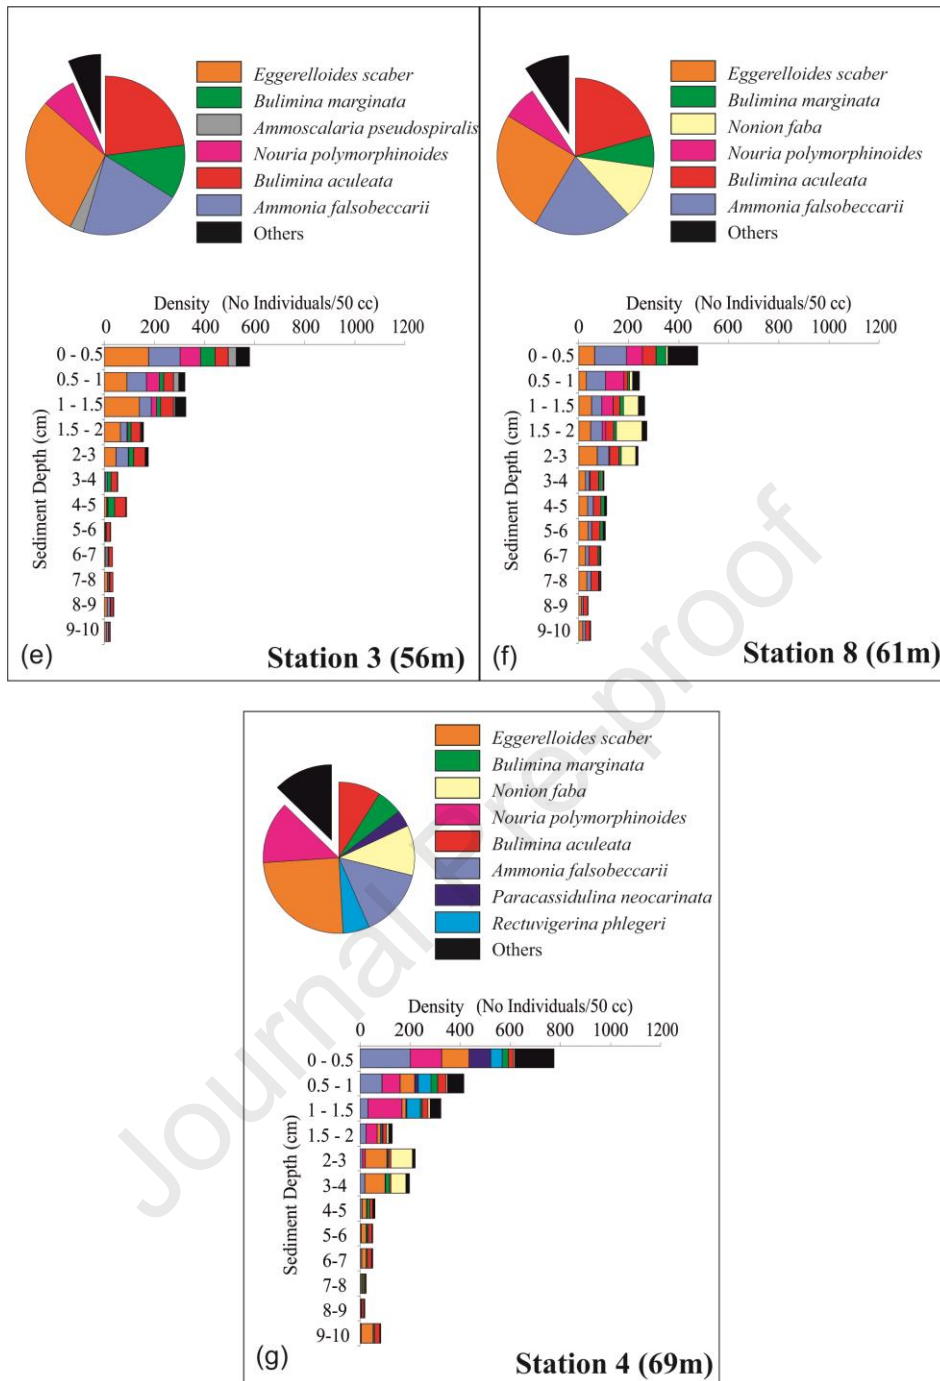 Eggerelloides scaber
Bulimina marginata
Ammoscalaria pseudospiralis
Nouria polymorphinoides
Bulimina aculeata
Ammonia falsobeccarii
Others
Density (No Individuals/50 cc)
0 200 400 600 800 1000 1200
Sediment Depth (cm)
0 - 0.5
0.5 - 1
1 - 1.5
1.5 - 2
2-3
3-4
4-5
5-6
6-7
7-8
8-9
9-10
(e)
Station 3 (56m)
Eggerelloides scaber
Bulimina marginata
Nonion faba
Nouria polymorphinoides
Bulimina aculeata
Ammonia falsobeccarii
Others
Density (No Individuals/50 cc)
0 200 400 600 800 1000 1200
Sediment Depth (cm)
0 - 0.5
0.5 - 1
1 - 1.5
1.5 - 2
2-3
3-4
4-5
5-6
6-7
7-8
8-9
9-10
(f)
Station 8 (61m)
Eggerelloides scaber
Bulimina marginata
Nonion faba
Nouria polymorphinoides
Bulimina aculeata
Ammonia falsobeccarii
Paracassidulina neocarinata
Rectuvigerina phlegeri
Others
Density (No Individuals/50 cc)
0 200 400 600 800 1000 1200
Sediment Depth (cm)
0 - 0.5
0.5 - 1
1 - 1.5
1.5 - 2
2-3
3-4
4-5
5-6
6-7
7-8
8-9
9-10
(g)
Station 4 (69m)
Journal Pre-proof